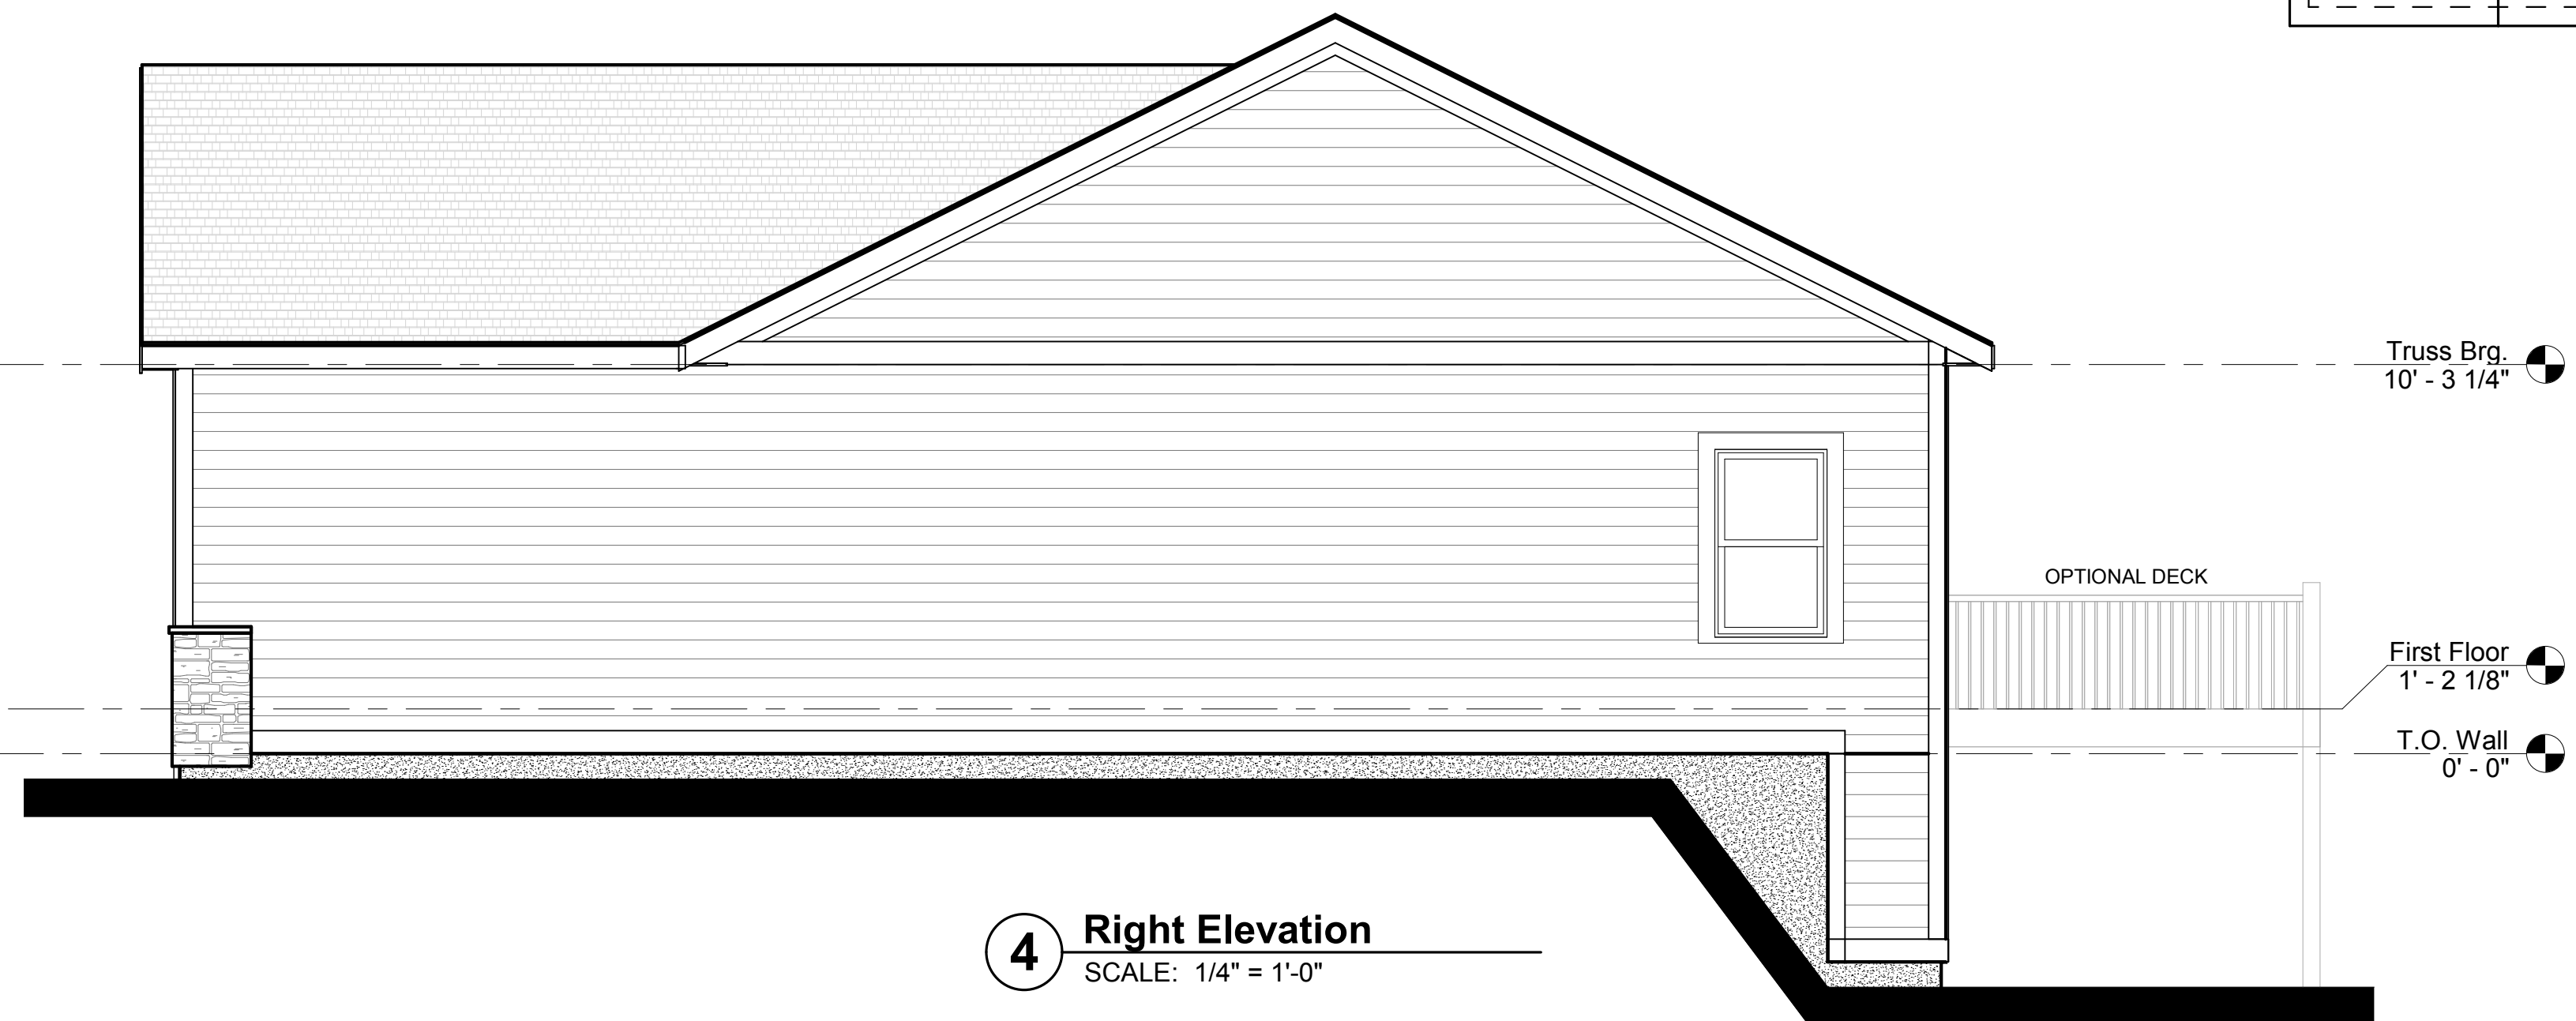 Truss Brg.
10' - 3 1/4"
OPTIONAL DECK
First Floor
1' - 2 1/8"
T.O. Wall
0' - 0"
4
Right Elevation
SCALE: 1/4" = 1'-0"